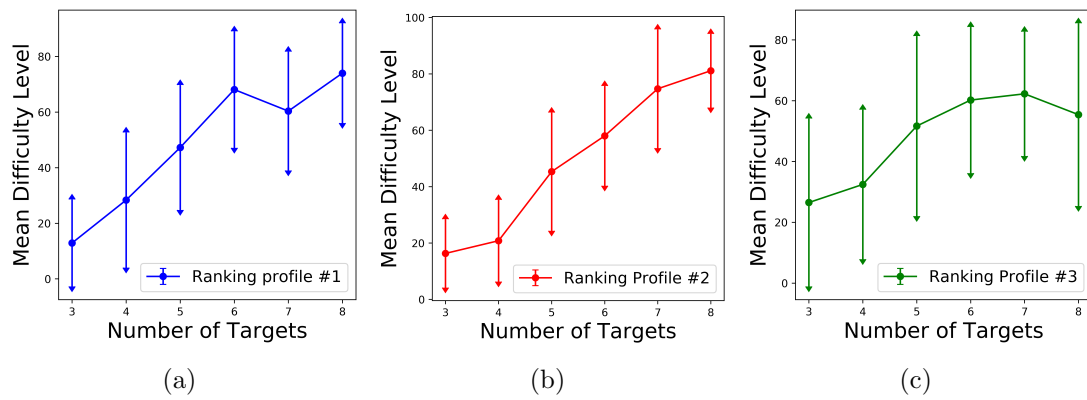 Mean Difficulty Level
80
60
40
20
0
3 4 5 6 7 8
Number of Targets
Ranking profile #1
(a)
Mean Difficulty Level
100
80
60
40
20
0
3 4 5 6 7 8
Number of Targets
Ranking Profile #2
(b)
Mean Difficulty Level
80
60
40
20
0
3 4 5 6 7 8
Number of Targets
Ranking Profile #3
(c)